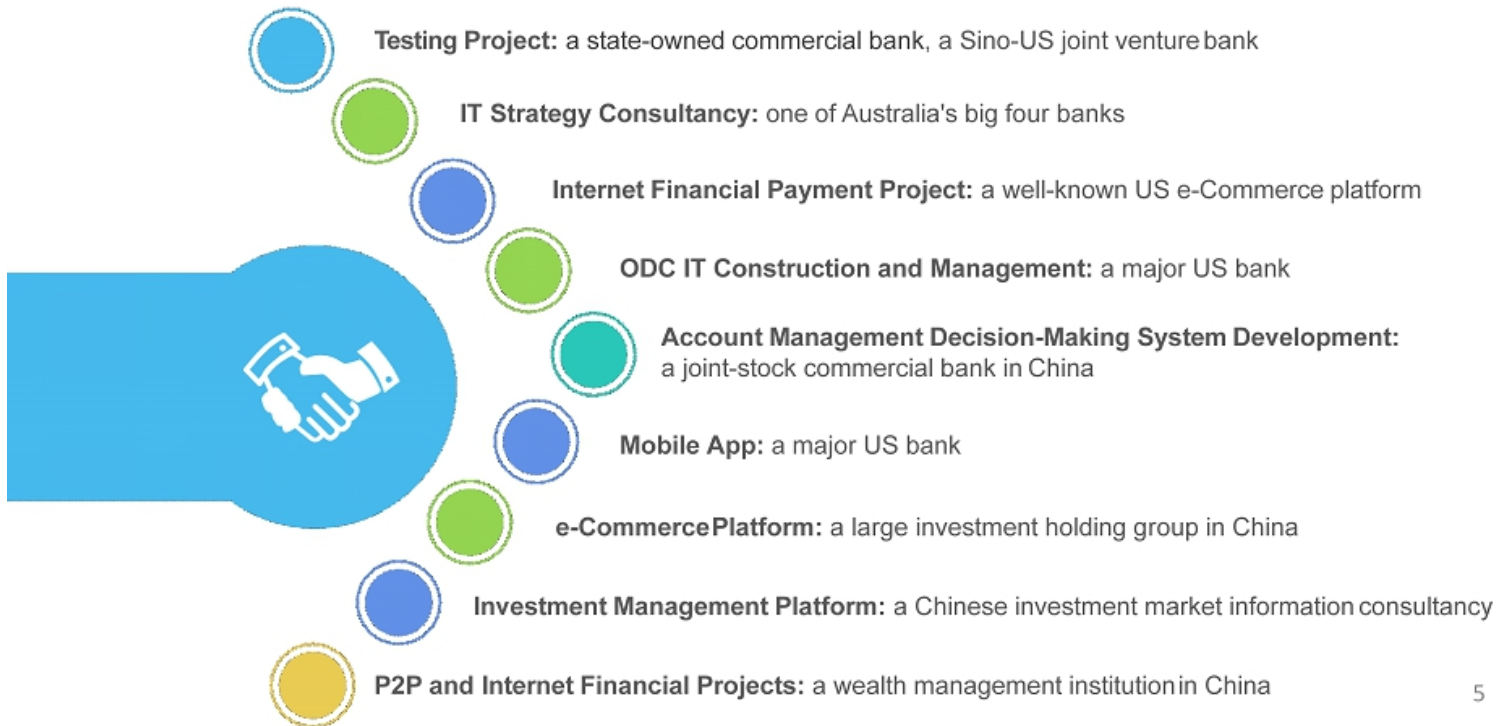 Testing Project: a state-owned commercial bank, a Sino-US joint venture bank
IT Strategy Consultancy: one of Australia's big four banks
Internet Financial Payment Project: a well-known US e-Commerce platform
ODC IT Construction and Management: a major US bank
Account Management Decision-Making System Development:
a joint-stock commercial bank in China
Mobile App: a major US bank
e-Commerce Platform: a large investment holding group in China
Investment Management Platform: a Chinese investment market information consultancy
P2P and Internet Financial Projects: a wealth management institution in China
5